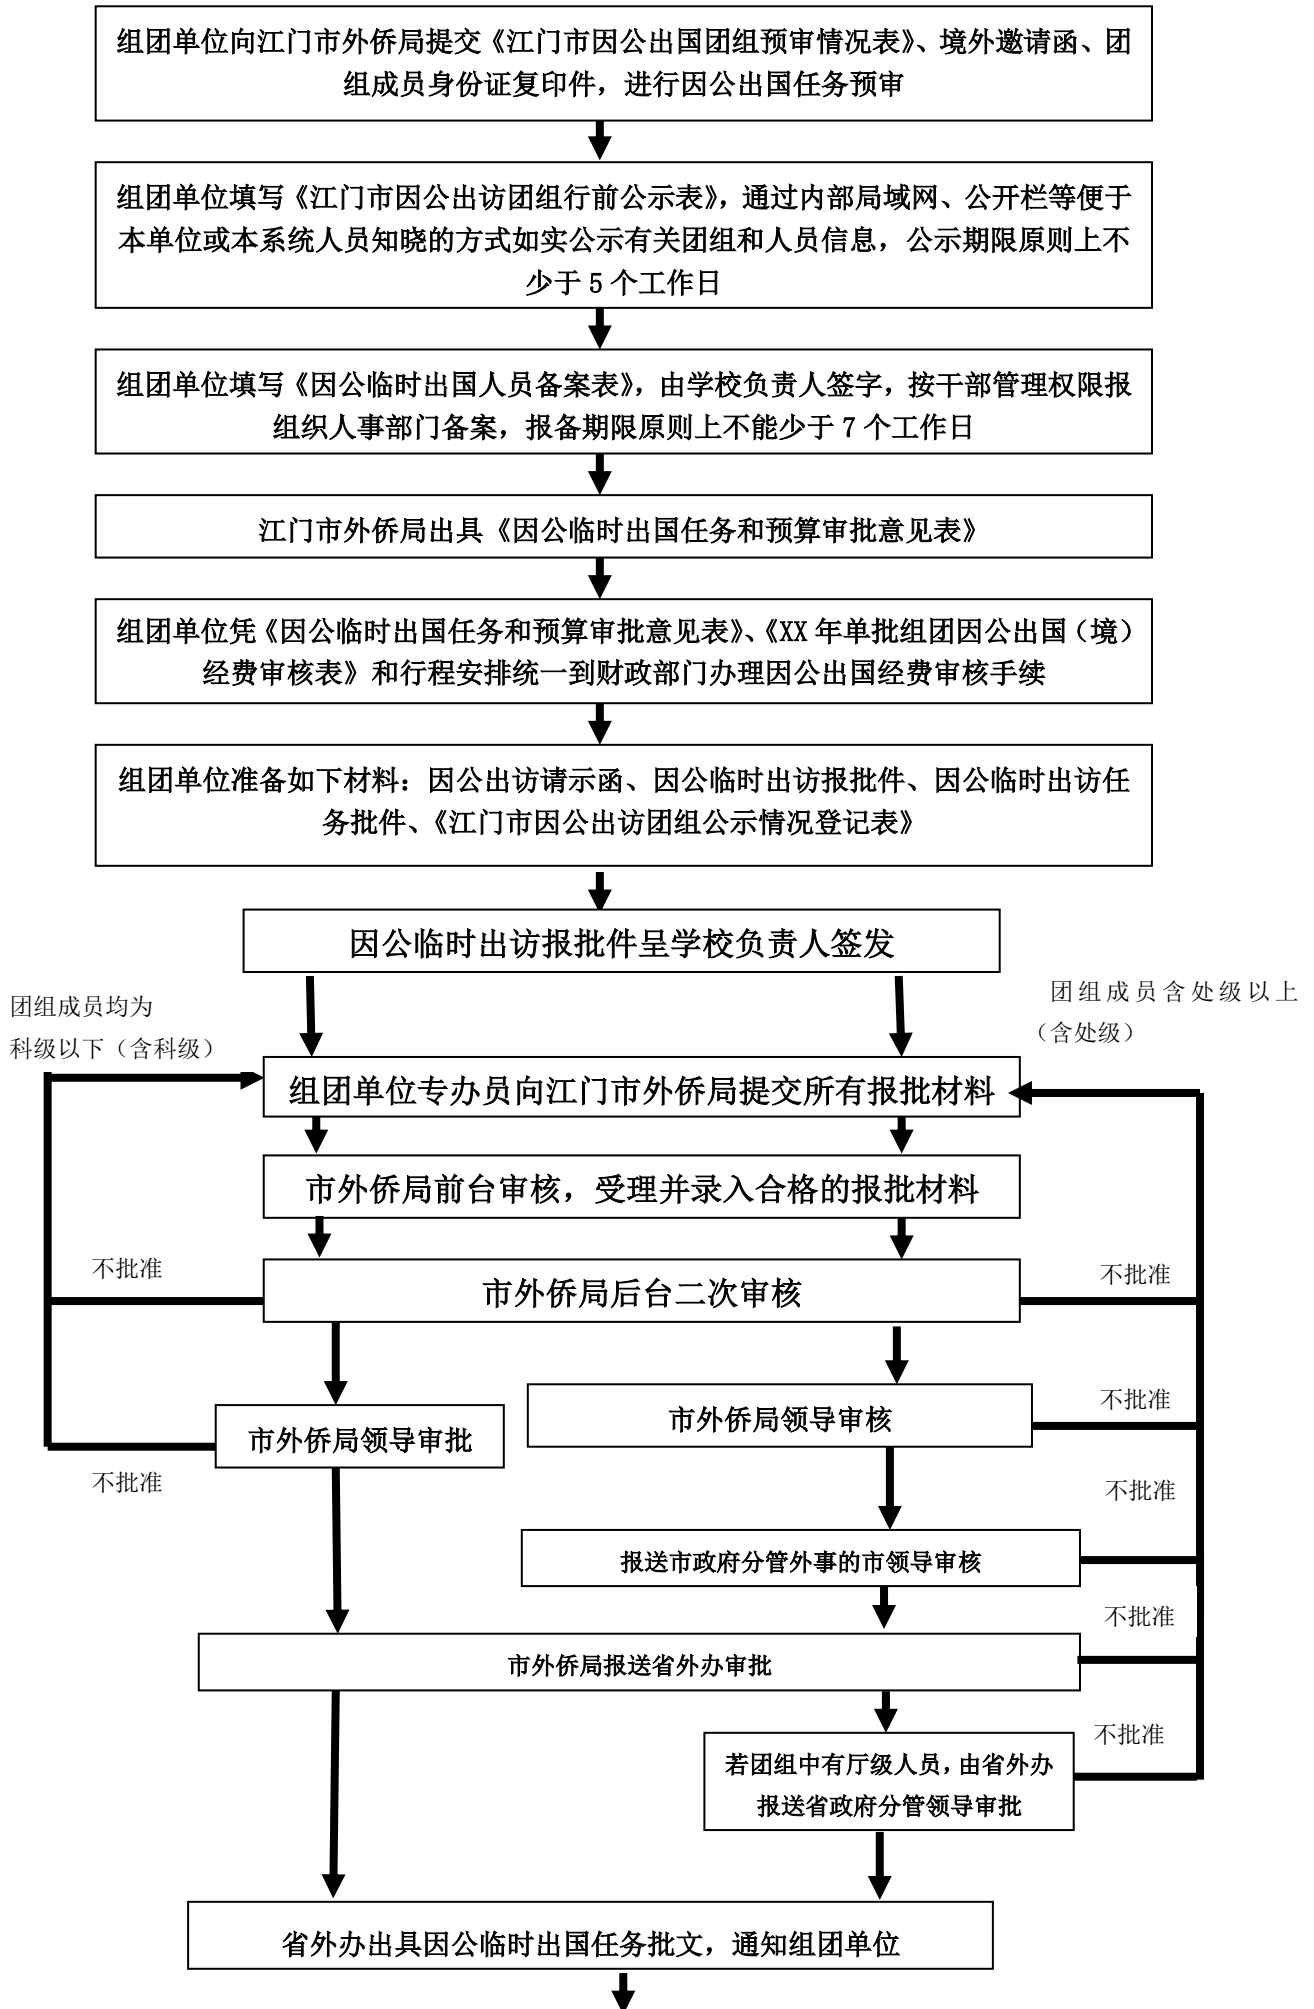 组团单位向江门市外侨局提交《江门市因公出国团组预审情况表》、境外邀请函、团
组成员身份证复印件，进行因公出国任务预审
组团单位填写《江门市因公出访团组行前公示表》，通过内部局域网、公开栏等便于
本单位或本系统人员知晓的方式如实公示有关团组和人员信息，公示期限原则上不
少于 5 个工作日
组团单位填写《因公临时出国人员备案表》，由学校负责人签字，按干部管理权限报
组织人事部门备案，报备期限原则上不能少于 7 个工作日
江门市外侨局出具《因公临时出国任务和预算审批意见表》
组团单位凭《因公临时出国任务和预算审批意见表》、《XX 年单批组团因公出国（境）
经费审核表》和行程安排统一到财政部门办理因公出国经费审核手续
组团单位准备如下材料：因公出访请示函、因公临时出访报批件、因公临时出访任
务批件、《江门市因公出访团组公示情况登记表》
因公临时出访报批件呈学校负责人签发
团组成员均为
科级以下（含科级）
团组成员含处级以上
（含处级）
组团单位专办员向江门市外侨局提交所有报批材料
市外侨局前台审核，受理并录入合格的报批材料
不批准
市外侨局后台二次审核
不批准
市外侨局领导审核
不批准
市外侨局领导审批
不批准
不批准
报送市政府分管外事的市领导审核
不批准
市外侨局报送省外办审批
不批准
若团组中有厅级人员，由省外办
报送省政府分管领导审批
省外办出具因公临时出国任务批文，通知组团单位